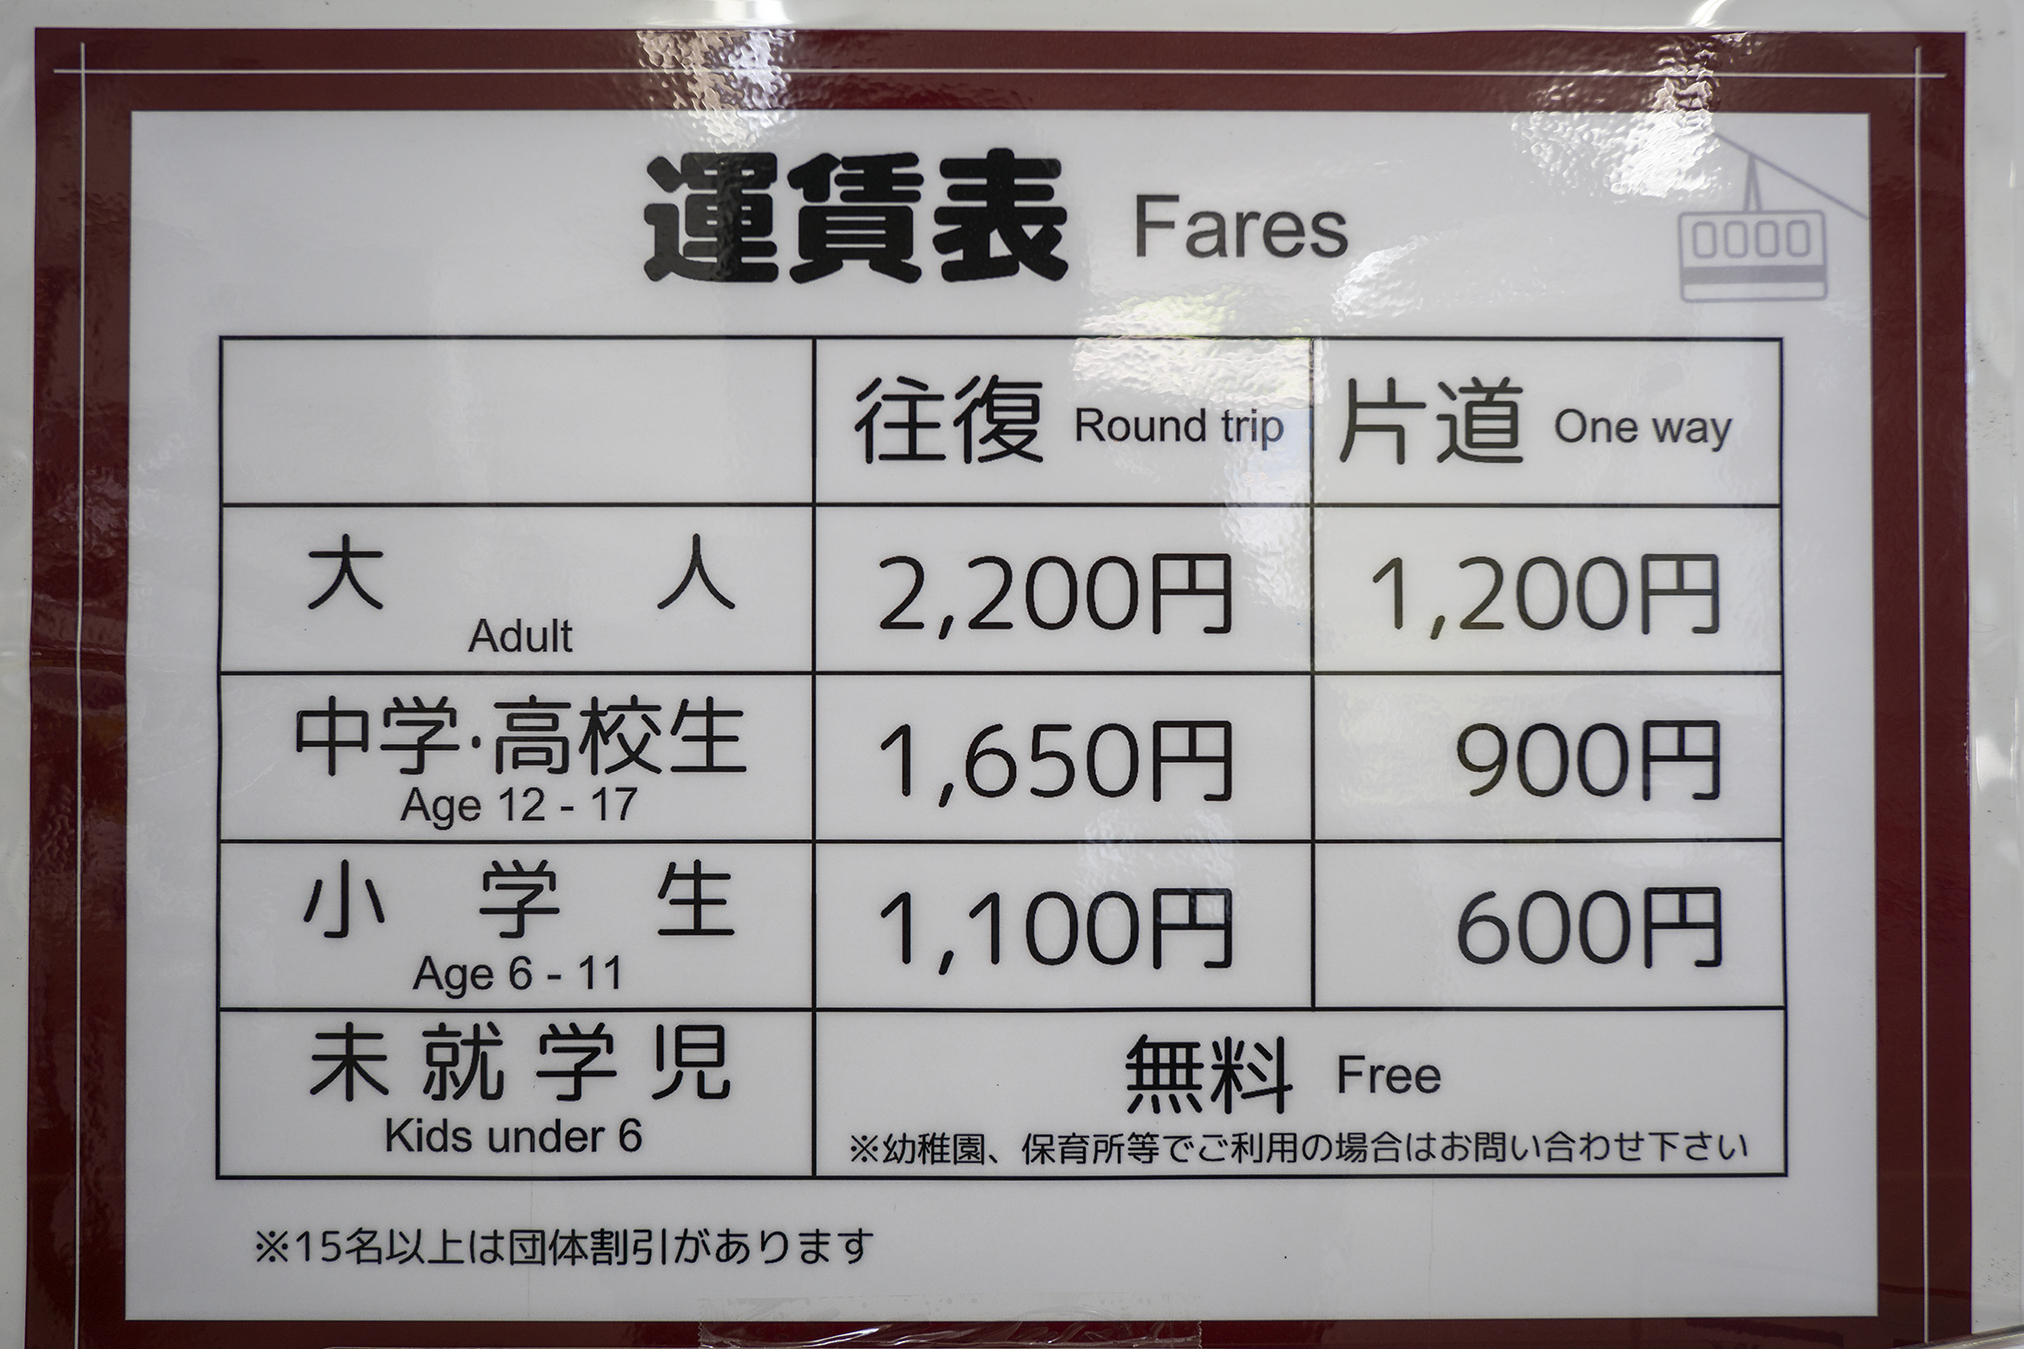 運賃表 Fares
往復 Round trip 片道 One way
大人 2,200円 1,200円
Adult
中学・高校生 1,650円 900円
Age 12 - 17
小学生 1,100円 600円
Age 6 - 11
未就学児 無料 Free
Kids under 6 ※幼稚園、保育所等でご利用の場合はお問い合わせ下さい
※15名以上は団体割引があります